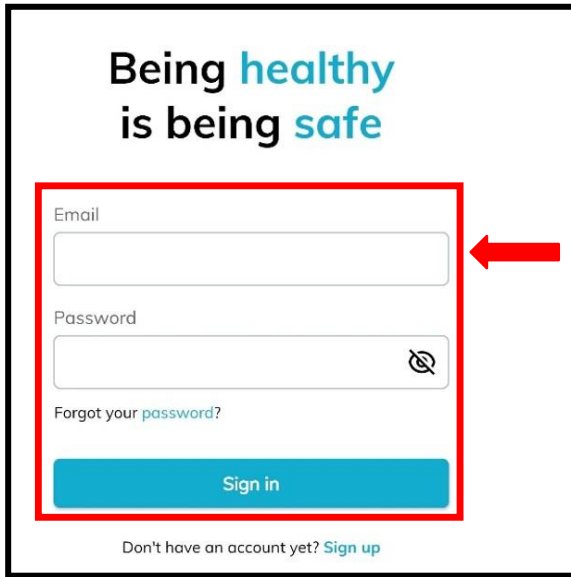 Being healthy
is being safe
Email
Password
Forgot your password?
Sign in
Don't have an account yet? Sign up